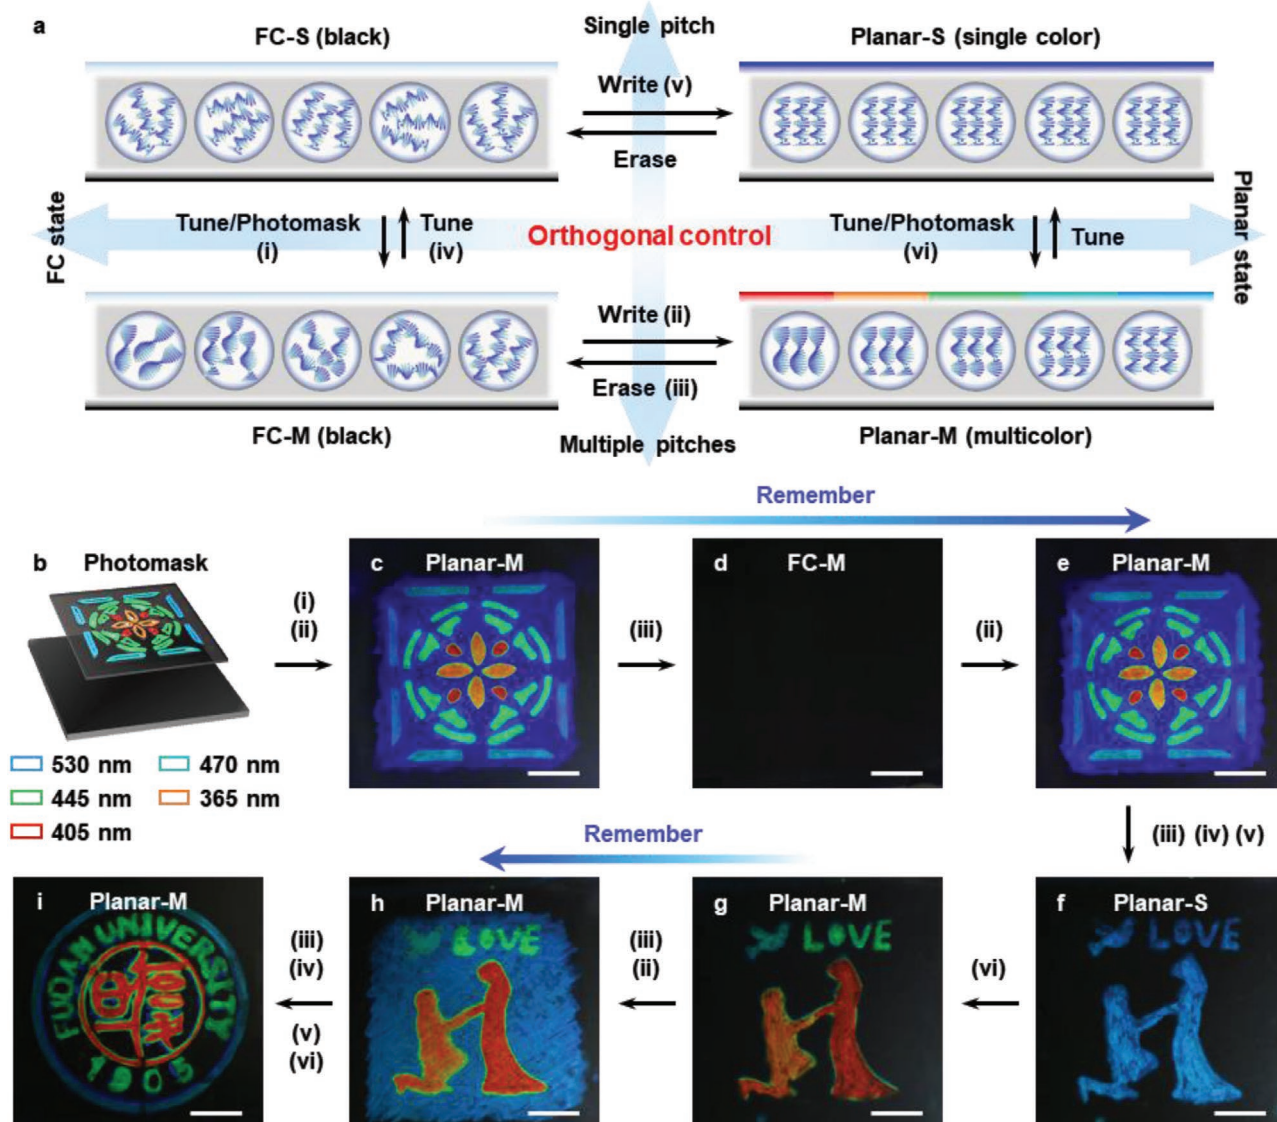 a
FC-S (black)
Single pitch
Planar-S (single color)
Write (v)
Erase
FC state
Tune/Photomask
(i)
Tune
(iv)
Orthogonal control
Tune/Photomask
(vi)
Tune
Planar state
Write (ii)
Erase (iii)
FC-M (black)
Multiple pitches
Planar-M (multicolor)
Remember
b Photomask
530 nm
470 nm
445 nm
365 nm
405 nm
(i)
(ii)
c Planar-M
(iii)
d FC-M
(ii)
e Planar-M
(iii) (iv) (v)
Remember
i Planar-M
FUDAN UNIVERSITY
1905
(iii)
(iv)
(v)
(vi)
h Planar-M
LOVE
(iii)
(ii)
g Planar-M
LOVE
(vi)
f Planar-S
LOVE